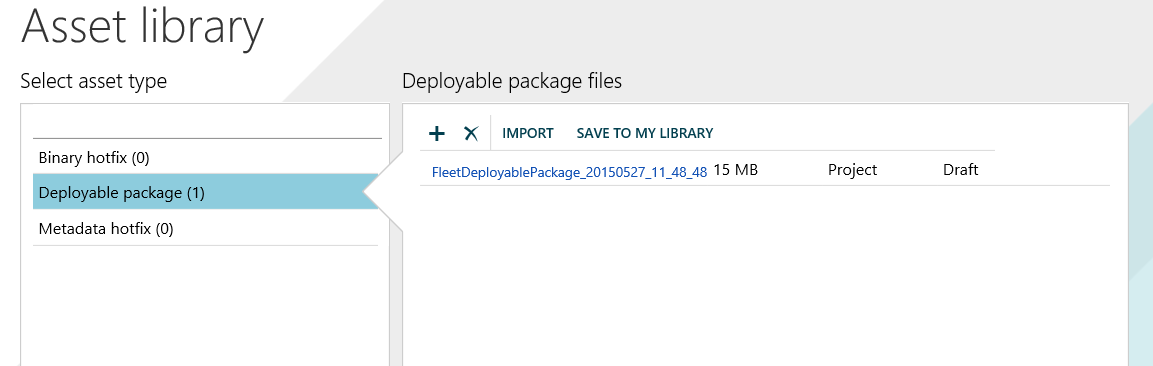 Asset library
Select asset type
Binary hotfix (0)
Deployable package (1)
Metadata hotfix (0)
Deployable package files
IMPORT SAVE TO MY LIBRARY
FleetDeployablePackage_20150527_11_48_48 15 MB Project Draft